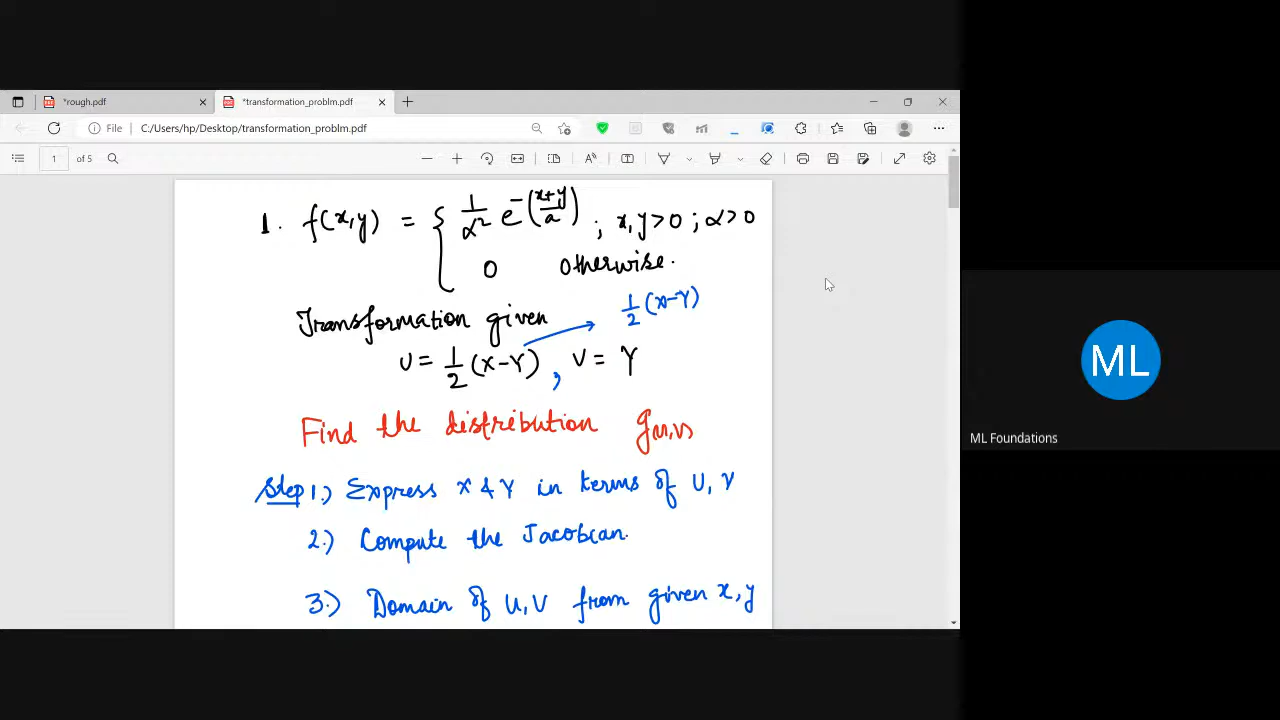 *rough.pdf
*transformation_problm.pdf
File C:/Users/hp/Desktop/transformation_problm.pdf
1 of 5
1. f(x,y) = { 1/α² e^-(x+y/a) ; x,y>0 ; α>0
0 otherwise.
Transformation given
1/2 (X-Y)
U = 1/2 (X-Y) , V = Y
Find the distribution g(u,v)
Step 1.) Express X & Y in terms of U, V
2.) Compute the Jacobian.
3.) Domain of U,V from given x, y
ML
ML Foundations